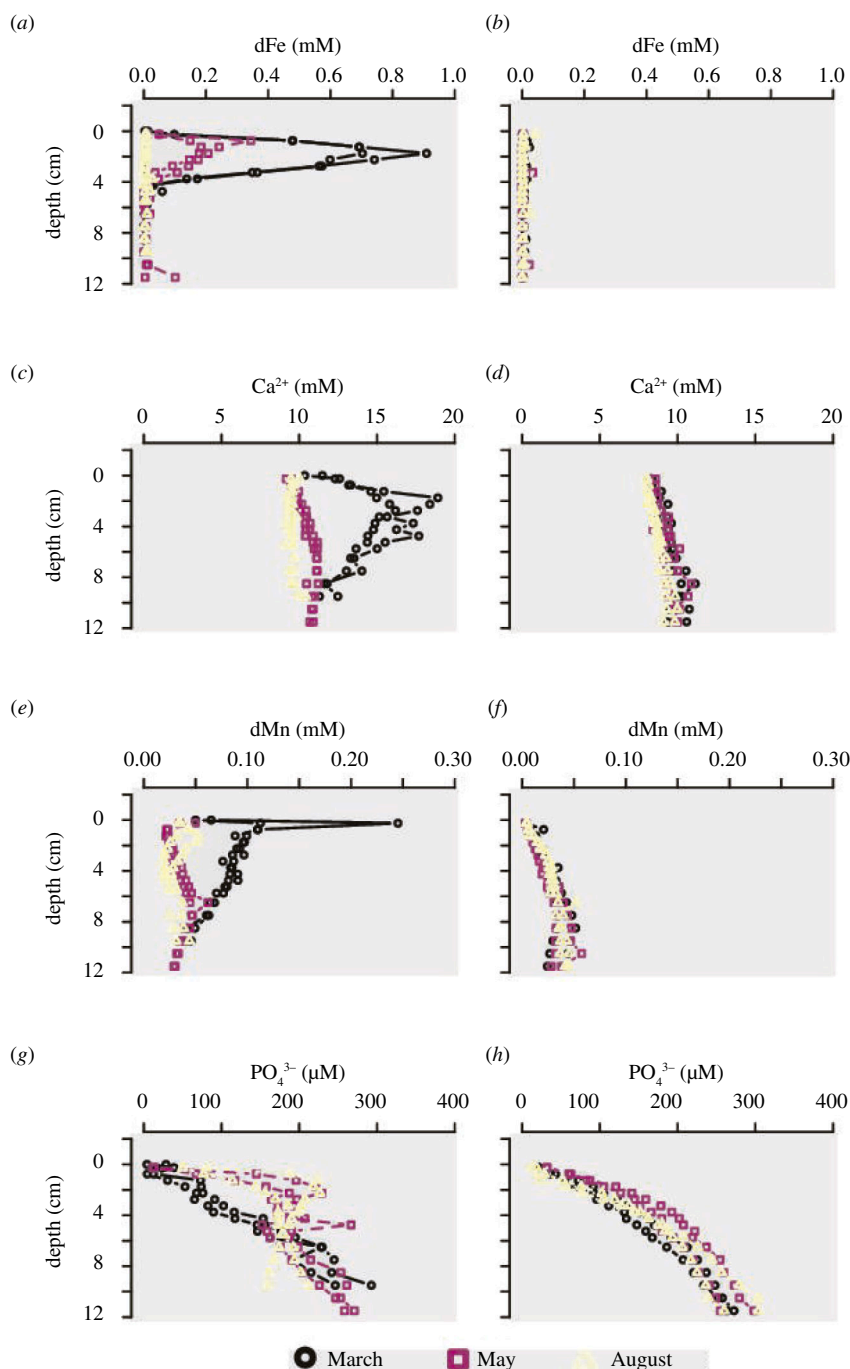 (a)
dFe (mM)
0.0 0.2 0.4 0.6 0.8 1.0
depth (cm)
0
4
8
12
(b)
dFe (mM)
0.0 0.2 0.4 0.6 0.8 1.0
(c)
Ca²⁺ (mM)
0 5 10 15 20
depth (cm)
0
4
8
12
(d)
Ca²⁺ (mM)
0 5 10 15 20
(e)
dMn (mM)
0.00 0.10 0.20 0.30
depth (cm)
0
4
8
12
(f)
dMn (mM)
0.00 0.10 0.20 0.30
(g)
PO₄³⁻ (μM)
0 100 200 300 400
depth (cm)
0
4
8
12
(h)
PO₄³⁻ (μM)
0 100 200 300 400
March May August